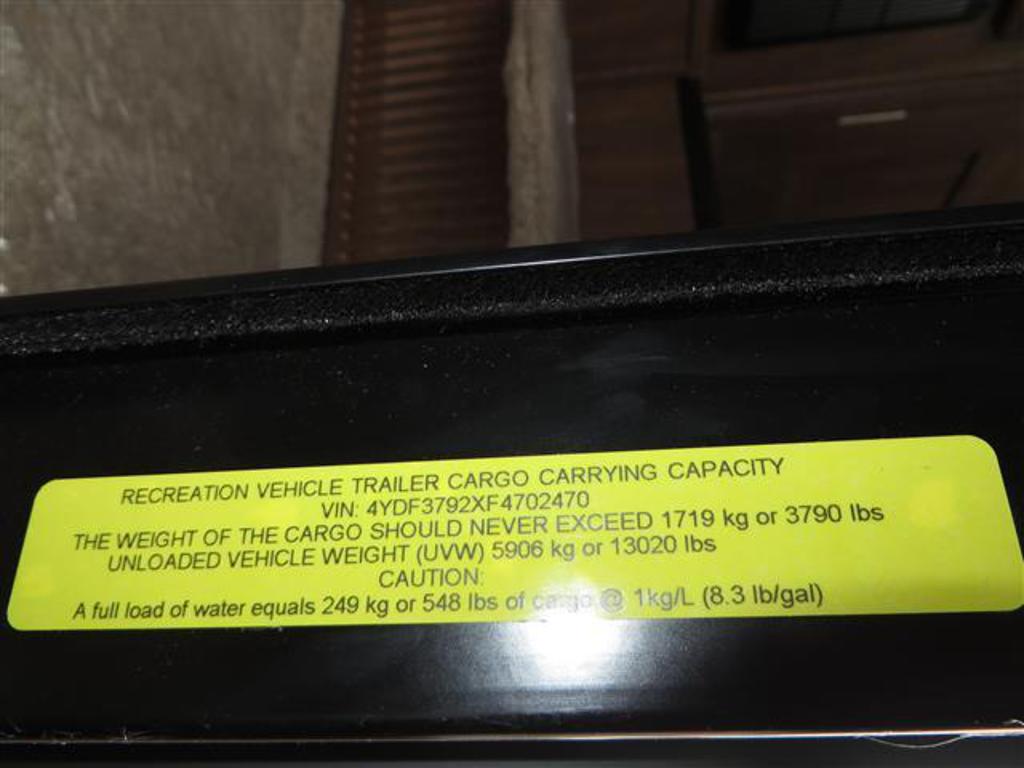 RECREATION VEHICLE TRAILER CARGO CARRYING CAPACITY
VIN: 4YDF3792XF4702470
THE WEIGHT OF THE CARGO SHOULD NEVER EXCEED 1719 kg or 3790 lbs
UNLOADED VEHICLE WEIGHT (UVW) 5906 kg or 13020 lbs
CAUTION:
A full load of water equals 249 kg or 548 lbs of cargo @ 1kg/L (8.3 lb/gal)